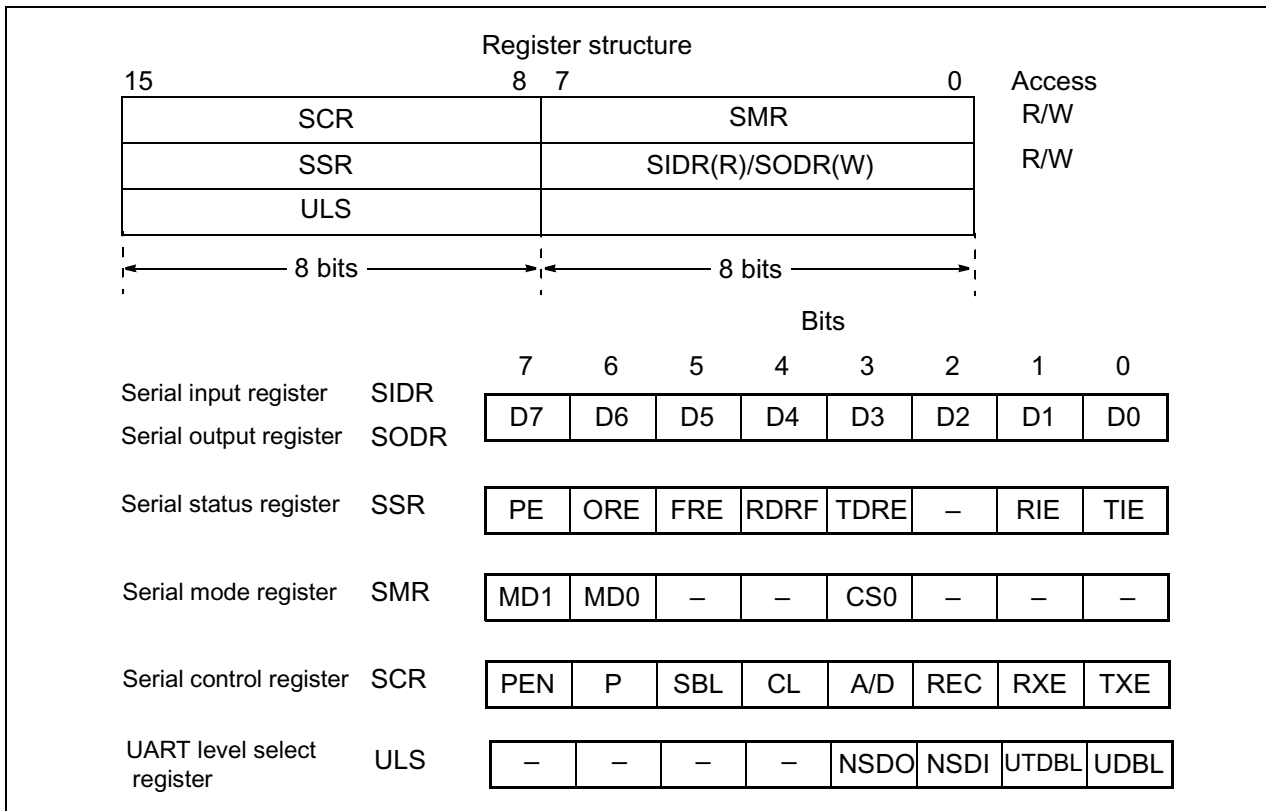 Register structure
15 8 7 0 Access
SCR SMR R/W
SSR SIDR(R)/SODR(W) R/W
ULS
8 bits 8 bits
Bits
7 6 5 4 3 2 1 0
Serial input register SIDR
D7 D6 D5 D4 D3 D2 D1 D0
Serial output register SODR
Serial status register SSR PE ORE FRE RDRF TDRE – RIE TIE
Serial mode register SMR MD1 MD0 – – CS0 – – –
Serial control register SCR PEN P SBL CL A/D REC RXE TXE
UART level select
register ULS – – – – NSDO NSDI UTDBL UDBL